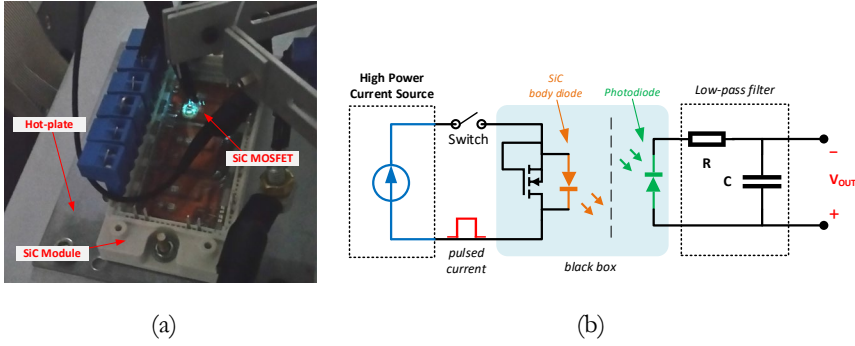 Hot-plate
SiC MOSFET
SiC Module
(a)
High Power
Current Source
Switch
pulsed
current
SiC
body diode
Photodiode
black box
Low-pass filter
R
C
−
VOUT
+
(b)